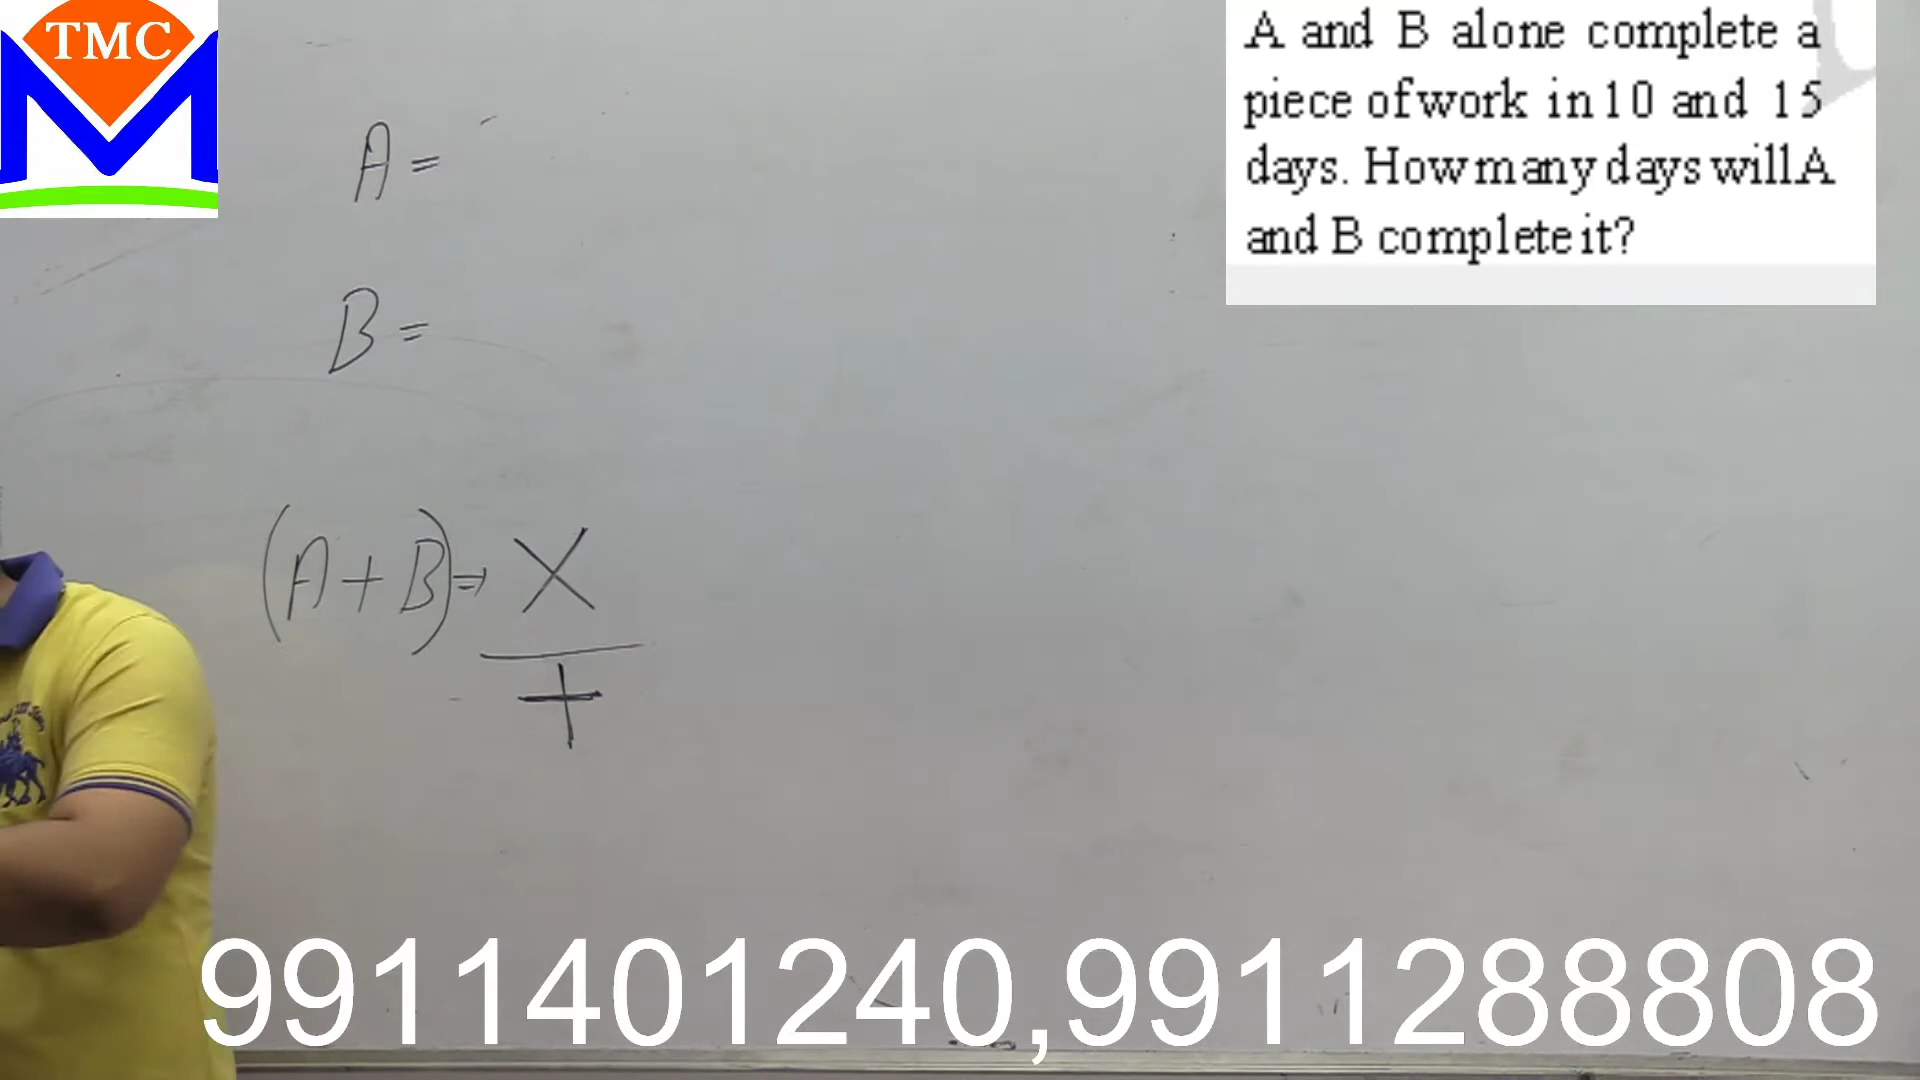 TMC
A and B alone complete a
piece of work in 10 and 15
days. How many days will A
and B complete it?
A =
B =
(A + B) ⇒ X
+
9911401240,9911288808